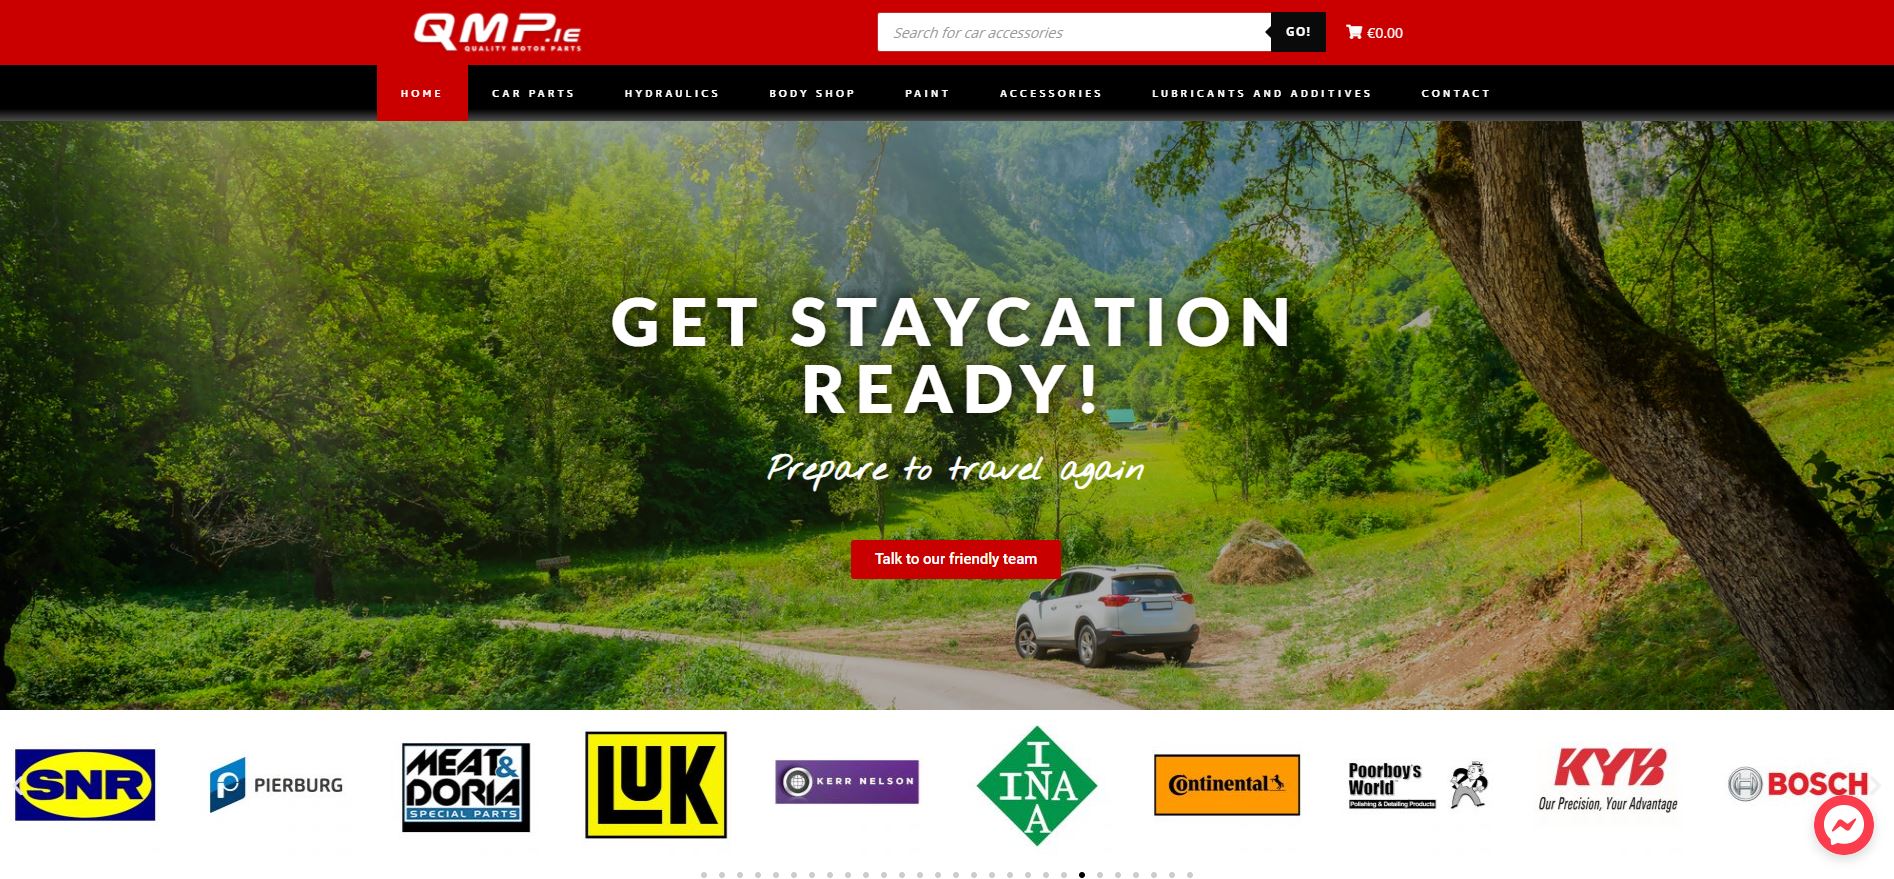 QMP.IE
QUALITY MOTOR PARTS
Search for car accessories
GO!
€0.00
HOME
CAR PARTS
HYDRAULICS
BODY SHOP
PAINT
ACCESSORIES
LUBRICANTS AND ADDITIVES
CONTACT
GET STAYCATION
READY!
Prepare to travel again
Talk to our friendly team
SNR
PIERBURG
MEAT&
DORIA
SPECIAL PARTS
LUK
KERR NELSON
I
INA
A
Continental
Poorboy's
World
Polishing & Detailing Products
KYB
Our Precision, Your Advantage
BOSCH